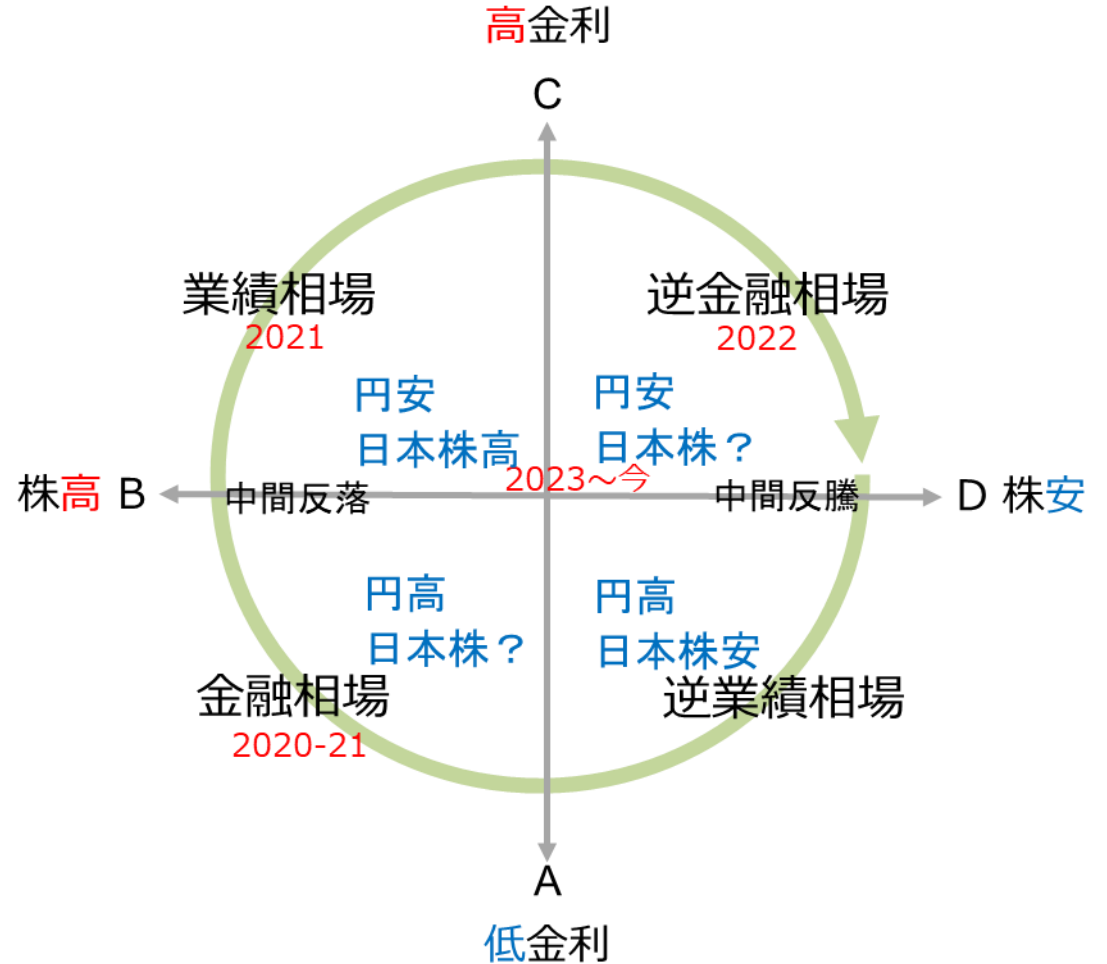 高金利
C
業績相場
2021
逆金融相場
2022
円安
日本株高
円安
日本株？
2023～今
株高 B
中間反落
中間反騰
D 株安
円高
日本株？
円高
日本株安
金融相場
2020-21
逆業績相場
A
低金利